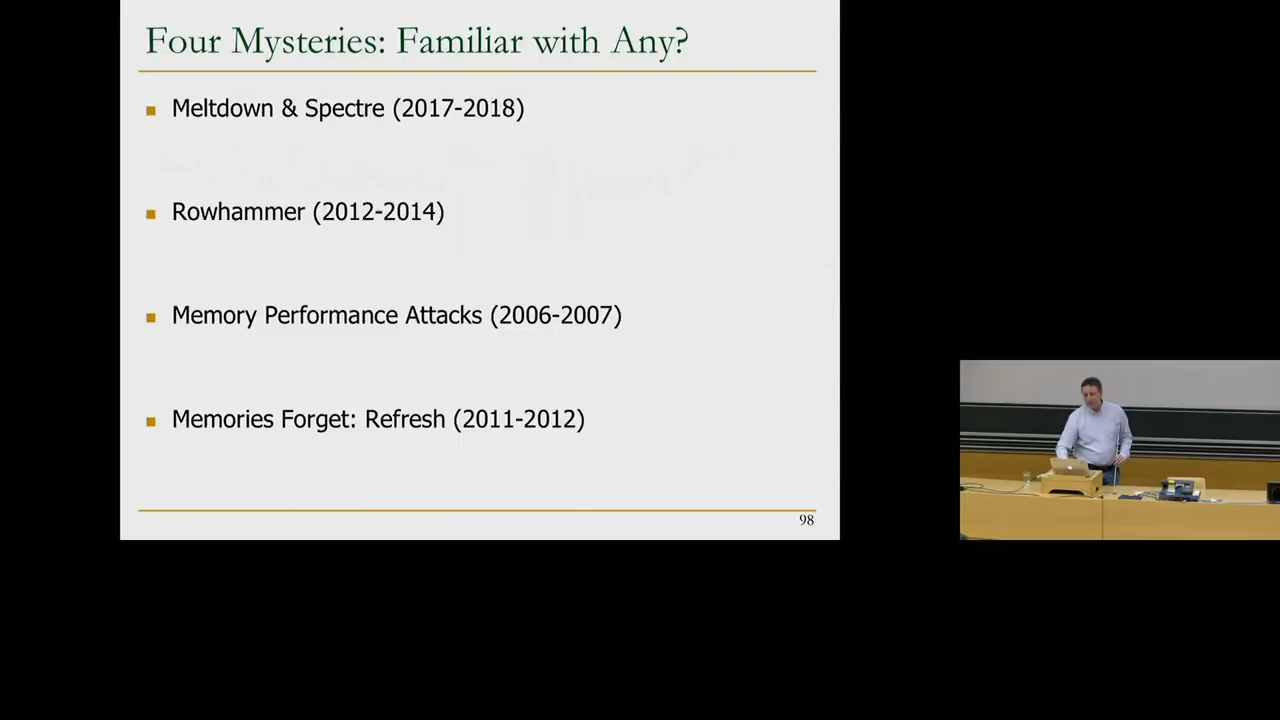 Four Mysteries: Familiar with Any?
Meltdown & Spectre (2017-2018)
Rowhammer (2012-2014)
Memory Performance Attacks (2006-2007)
Memories Forget: Refresh (2011-2012)
98